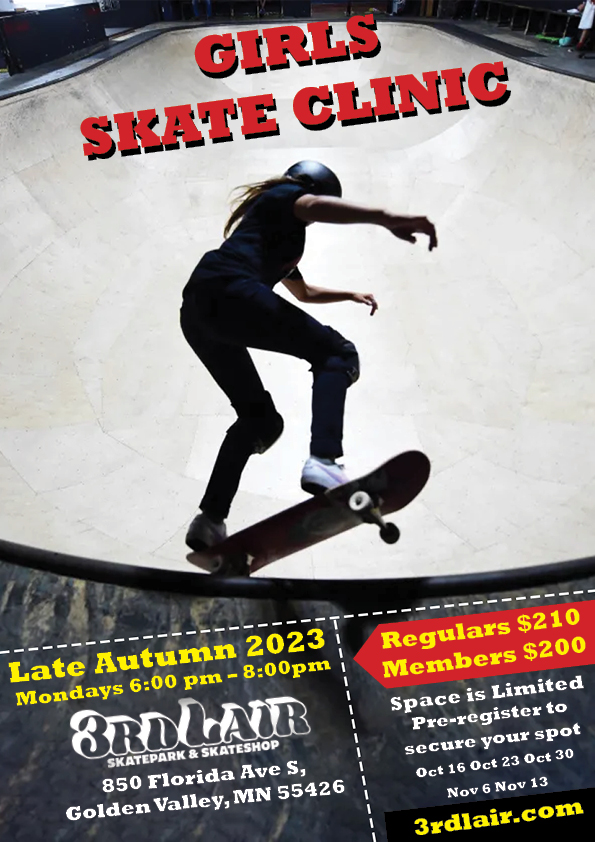 GIRLS
SKATE CLINIC
Late Autumn 2023
Mondays 6:00 pm – 8:00pm
3RD LAIR
SKATEPARK & SKATESHOP
850 Florida Ave S,
Golden Valley, MN 55426
Regulars $210
Members $200
Space is Limited
Pre-register to
secure your spot
Oct 16 Oct 23 Oct 30
Nov 6 Nov 13
3rdlair.com